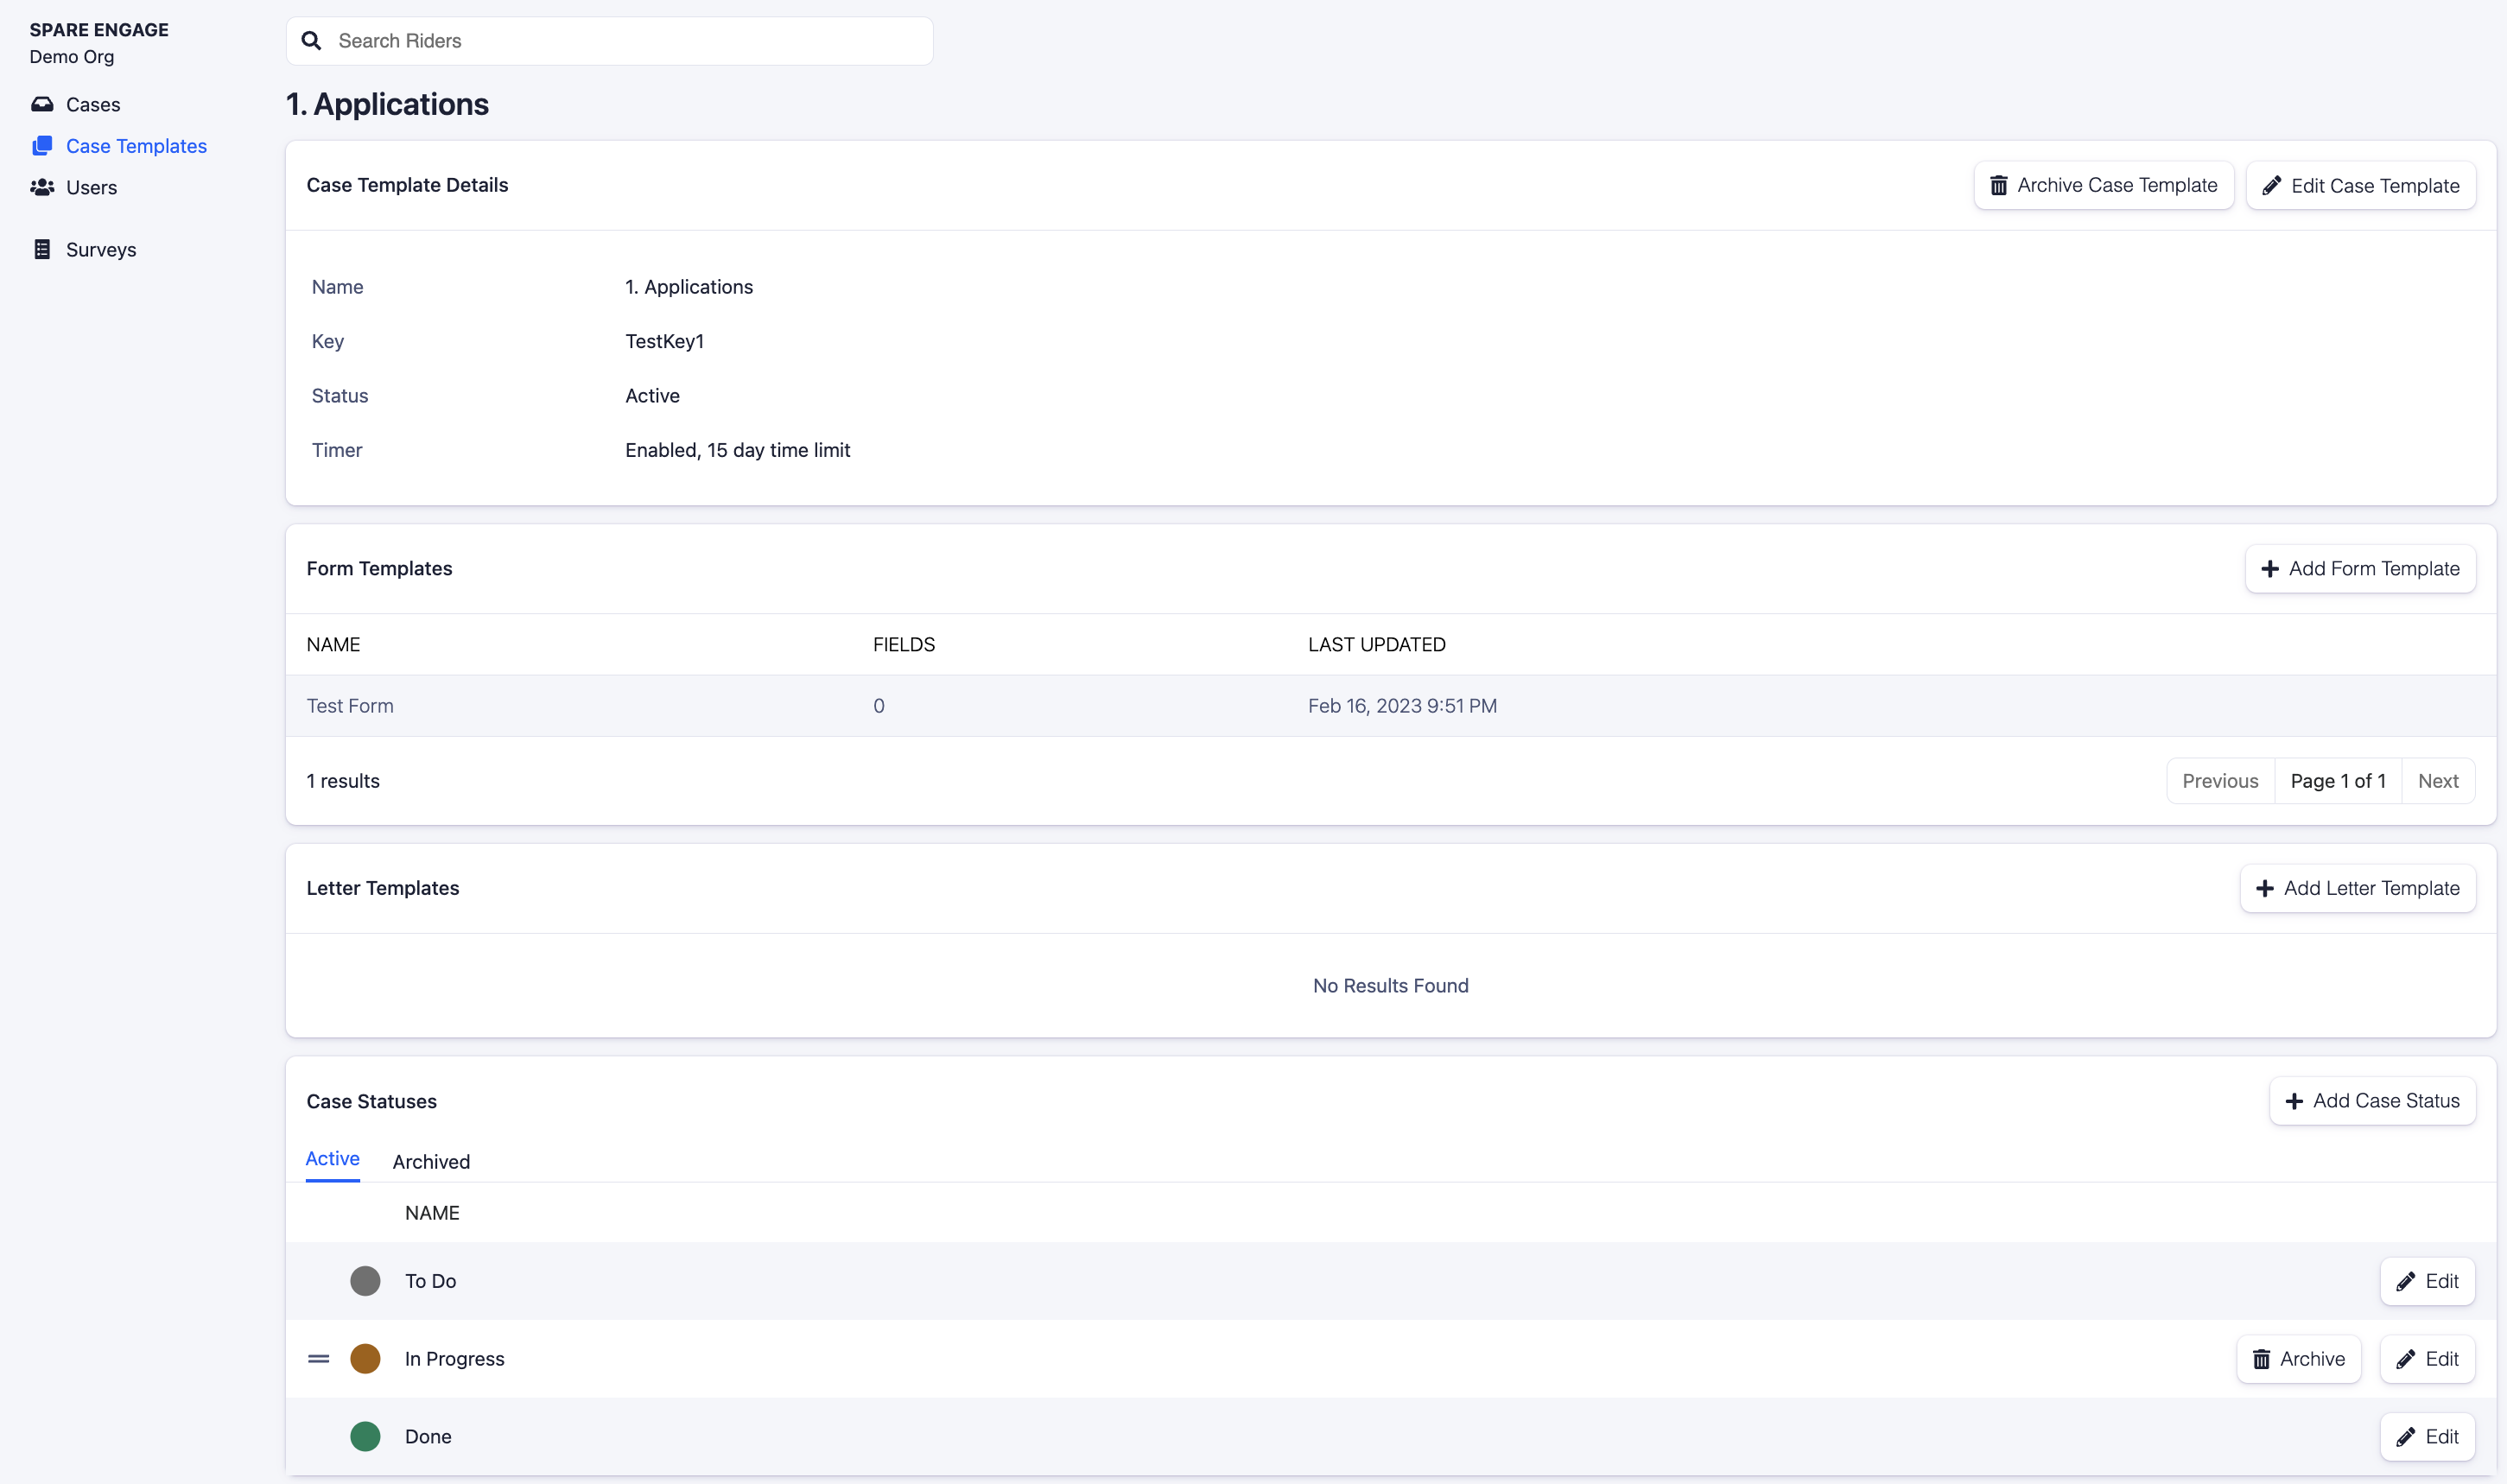 SPARE ENGAGE
Demo Org
Cases
Case Templates
Users
Surveys
Search Riders
1. Applications
Case Template Details
Archive Case Template
Edit Case Template
Name 1. Applications
Key TestKey1
Status Active
Timer Enabled, 15 day time limit
Form Templates
Add Form Template
NAME FIELDS LAST UPDATED
Test Form 0 Feb 16, 2023 9:51 PM
1 results
Previous Page 1 of 1 Next
Letter Templates
Add Letter Template
No Results Found
Case Statuses
Add Case Status
Active Archived
NAME
To Do Edit
In Progress Archive Edit
Done Edit